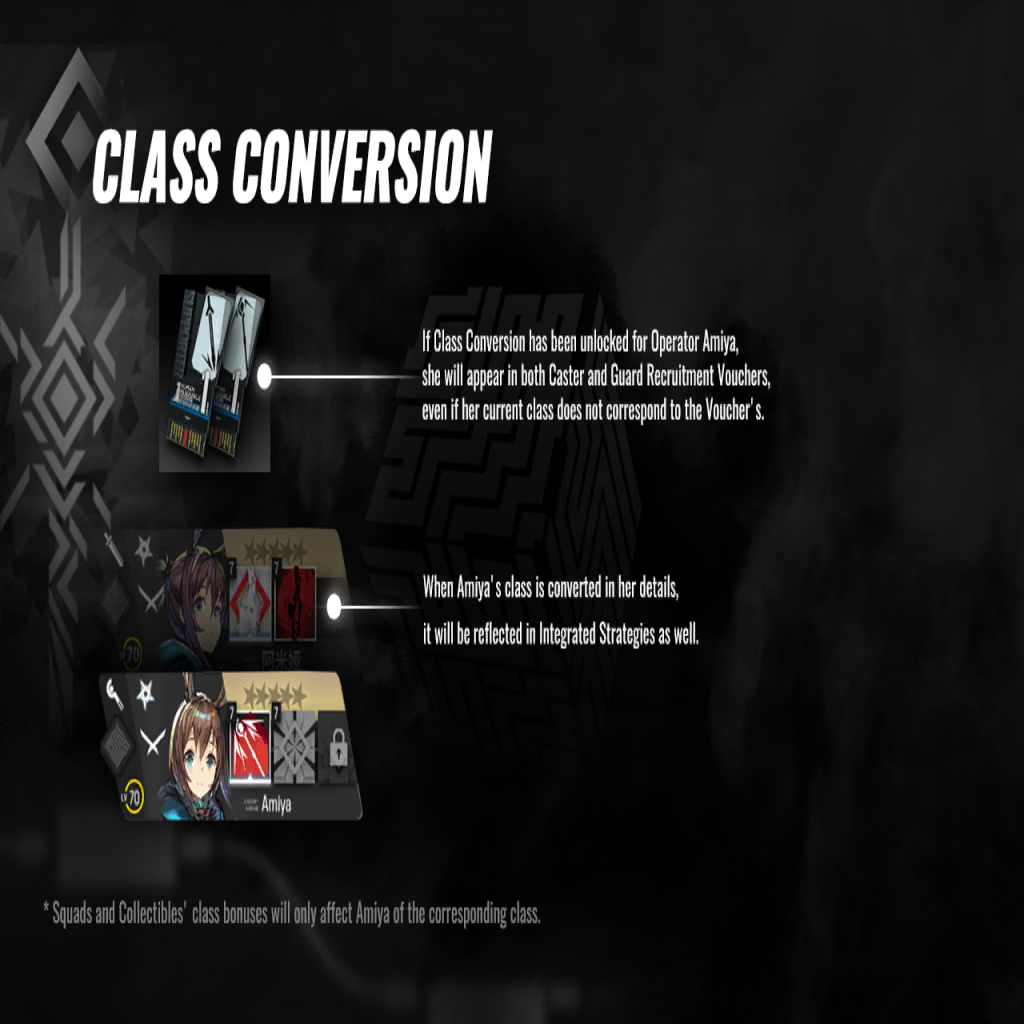 CLASS CONVERSION
If Class Conversion has been unlocked for Operator Amiya,
she will appear in both Caster and Guard Recruitment Vouchers,
even if her current class does not correspond to the Voucher's.
When Amiya's class is converted in her details,
it will be reflected in Integrated Strategies as well.
7 7
LV 70
阿米娅
7 7
LV 70
Amiya
* Squads and Collectibles' class bonuses will only affect Amiya of the corresponding class.